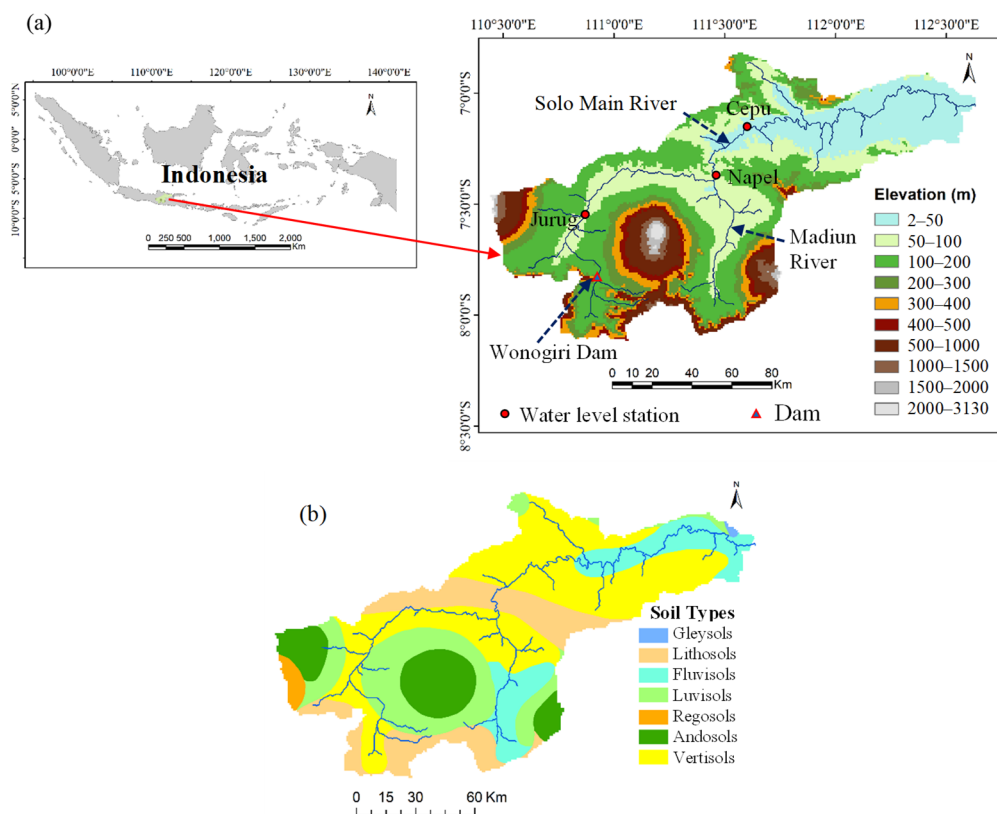 (a)
100°0'0"E 110°0'0"E 120°0'0"E 130°0'0"E 140°0'0"E
5°0'0"N
0°0'0"
5°0'0"S
10°0'0"S
N
Indonesia
0 250 500 1,000 1,500 2,000
Km
110°30'0"E 111°0'0"E 111°30'0"E 112°0'0"E 112°30'0"E
7°0'0"S
7°30'0"S
8°0'0"S
8°30'0"S
N
Solo Main River
Cepu
Napel
Jurug
Madiun
River
Wonogiri Dam
Elevation (m)
2–50
50–100
100–200
200–300
300–400
400–500
500–1000
1000–1500
1500–2000
2000–3130
0 10 20 40 60 80
Km
Water level station
Dam
(b)
N
Soil Types
Gleysols
Lithosols
Fluvisols
Luvisols
Regosols
Andosols
Vertisols
0 15 30 60 Km